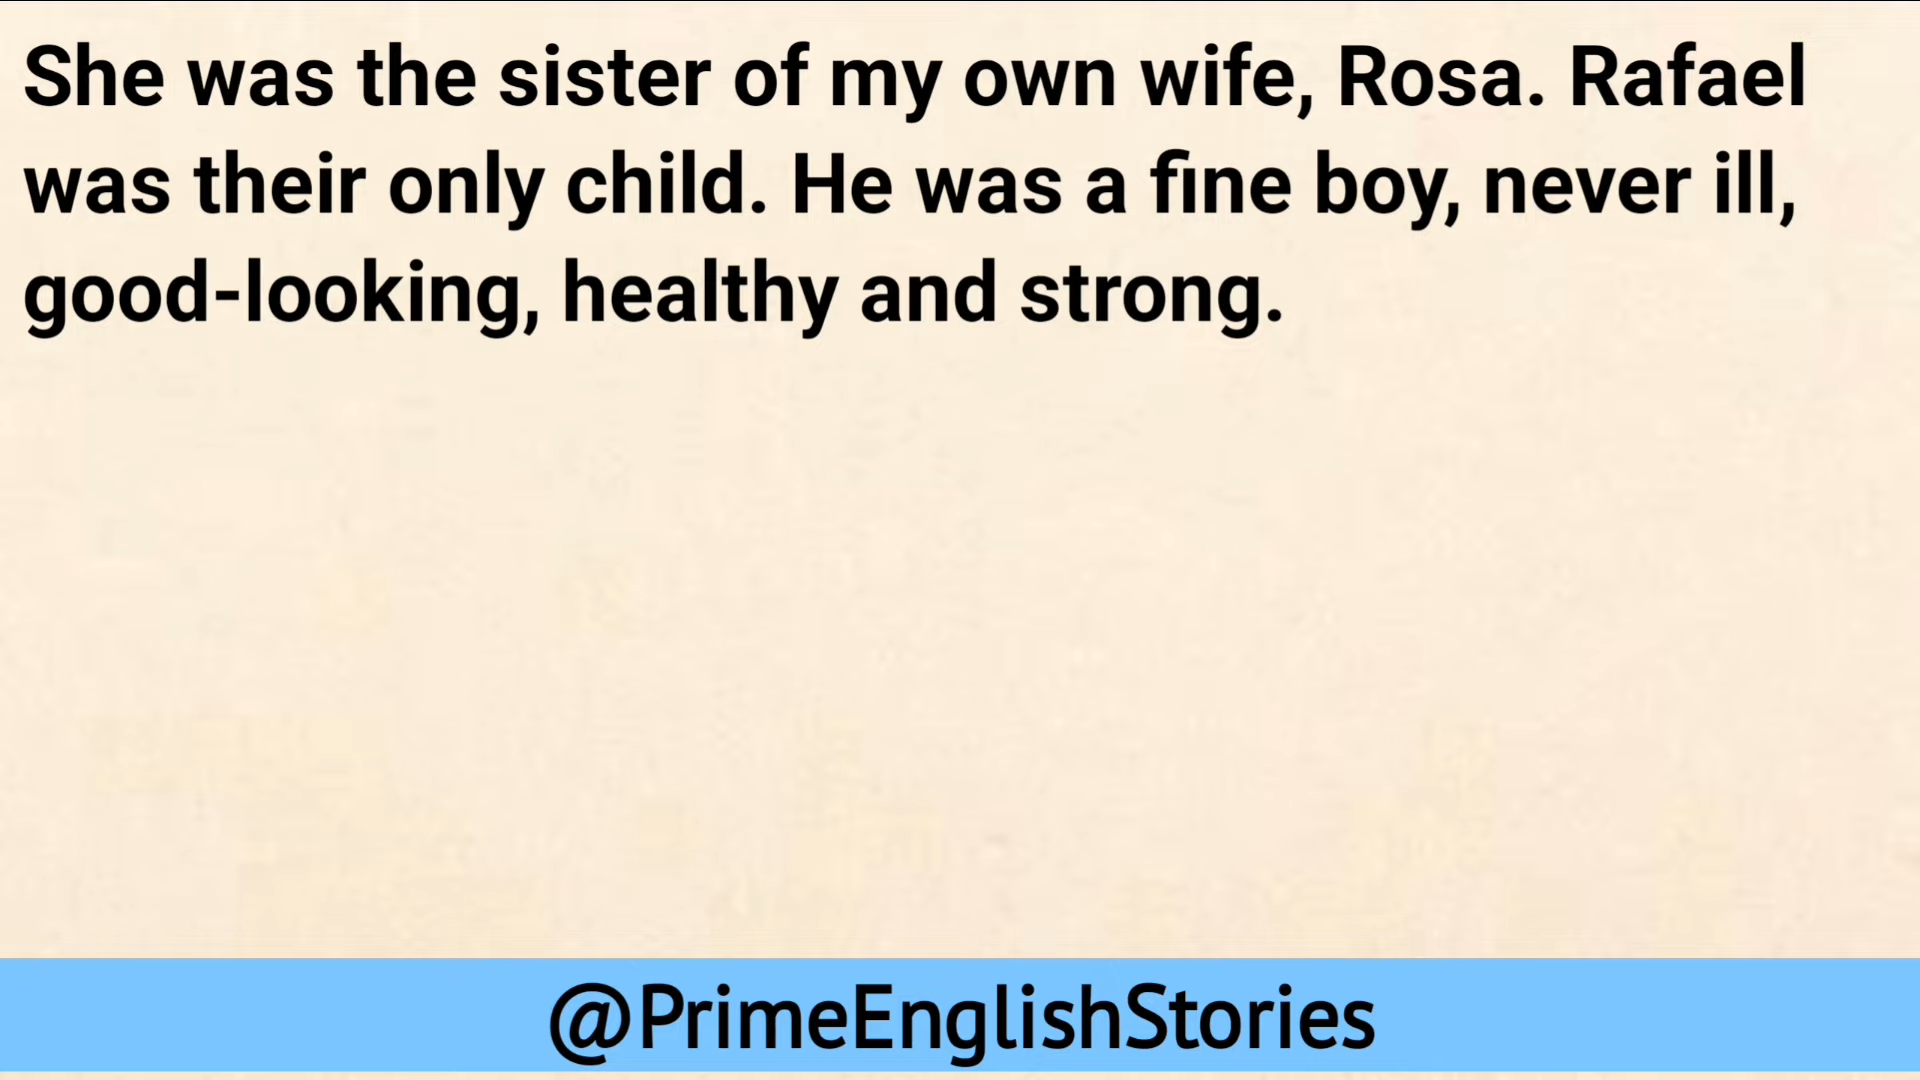 She was the sister of my own wife, Rosa. Rafael
was their only child. He was a fine boy, never ill,
good-looking, healthy and strong.
@PrimeEnglishStories